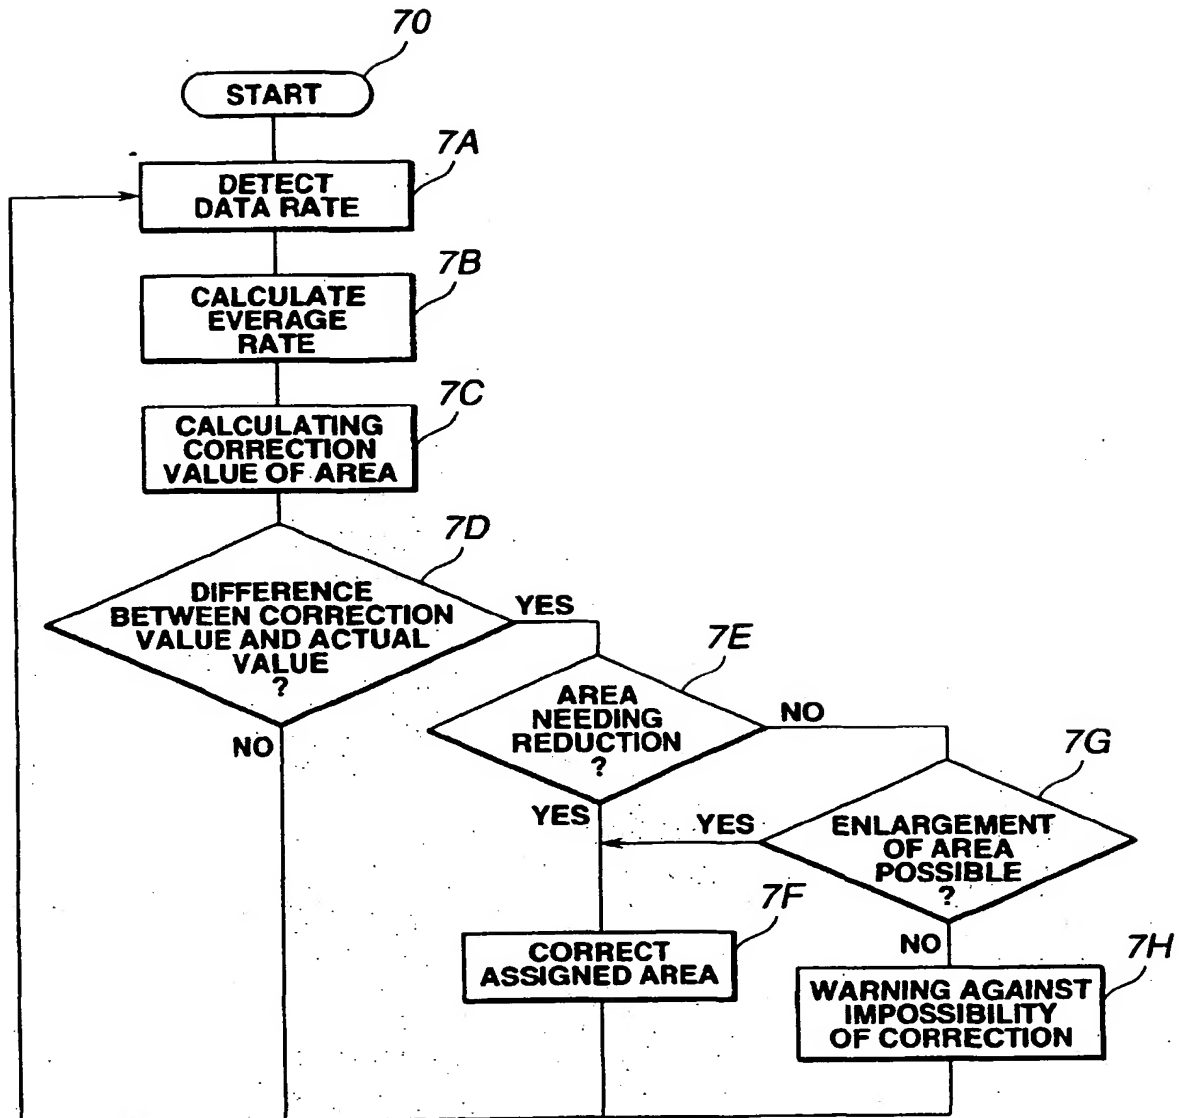 70
START
7A
DETECT
DATA RATE
7B
CALCULATE
EVERAGE
RATE
7C
CALCULATING
CORRECTION
VALUE OF AREA
7D
DIFFERENCE
BETWEEN CORRECTION
VALUE AND ACTUAL
VALUE
?
YES
NO
7E
AREA
NEEDING
REDUCTION
?
NO
YES
7G
ENLARGEMENT
OF AREA
POSSIBLE
?
YES
NO
7F
CORRECT
ASSIGNED AREA
7H
WARNING AGAINST
IMPOSSIBILITY
OF CORRECTION